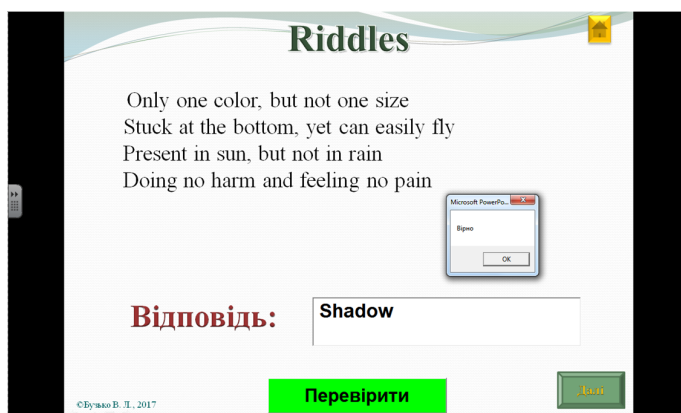 Riddles
Only one color, but not one size
Stuck at the bottom, yet can easily fly
Present in sun, but not in rain
Doing no harm and feeling no pain
Microsoft PowerPo...
Вірно
OK
Відповідь:
Shadow
Перевірити
Далі
©Бузько В. Л., 2017